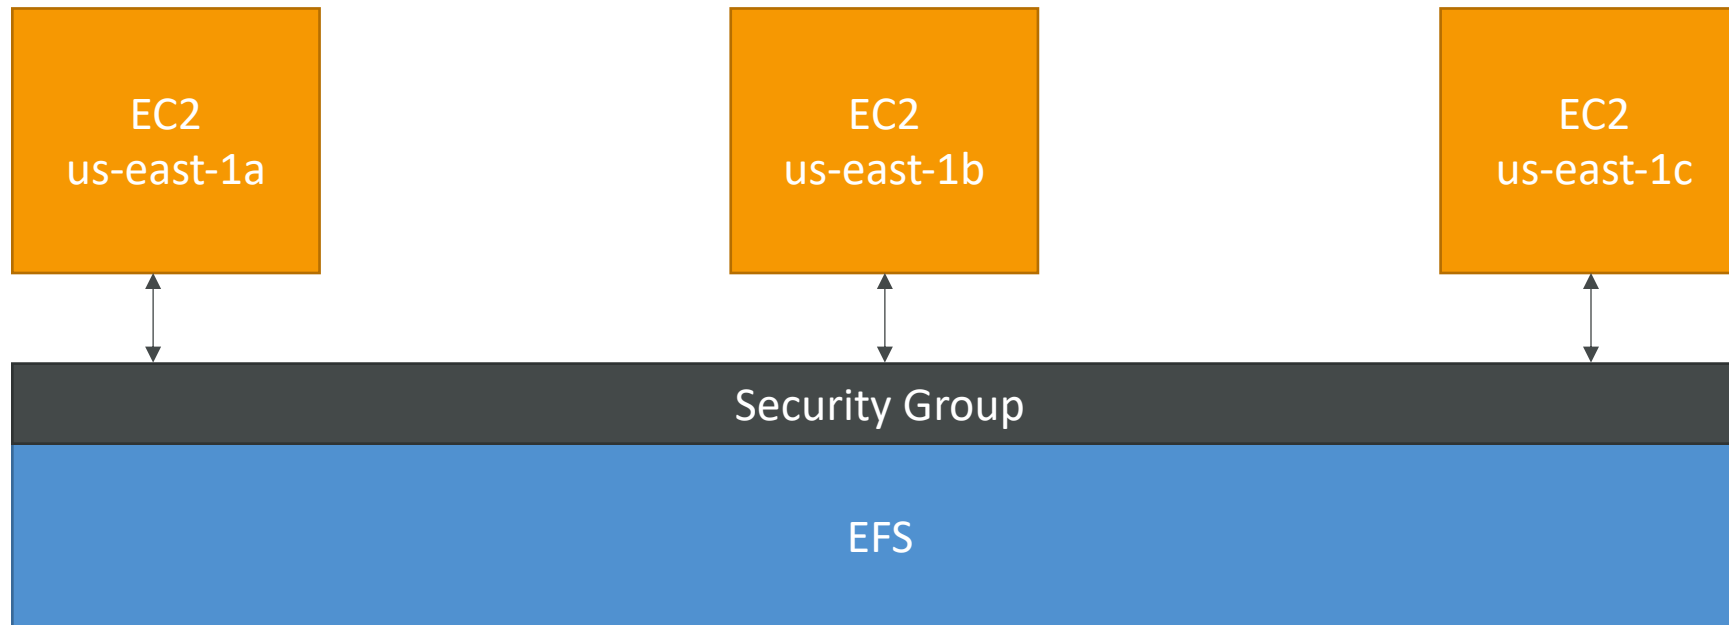 EC2
us-east-1a
EC2
us-east-1b
EC2
us-east-1c
Security Group
EFS